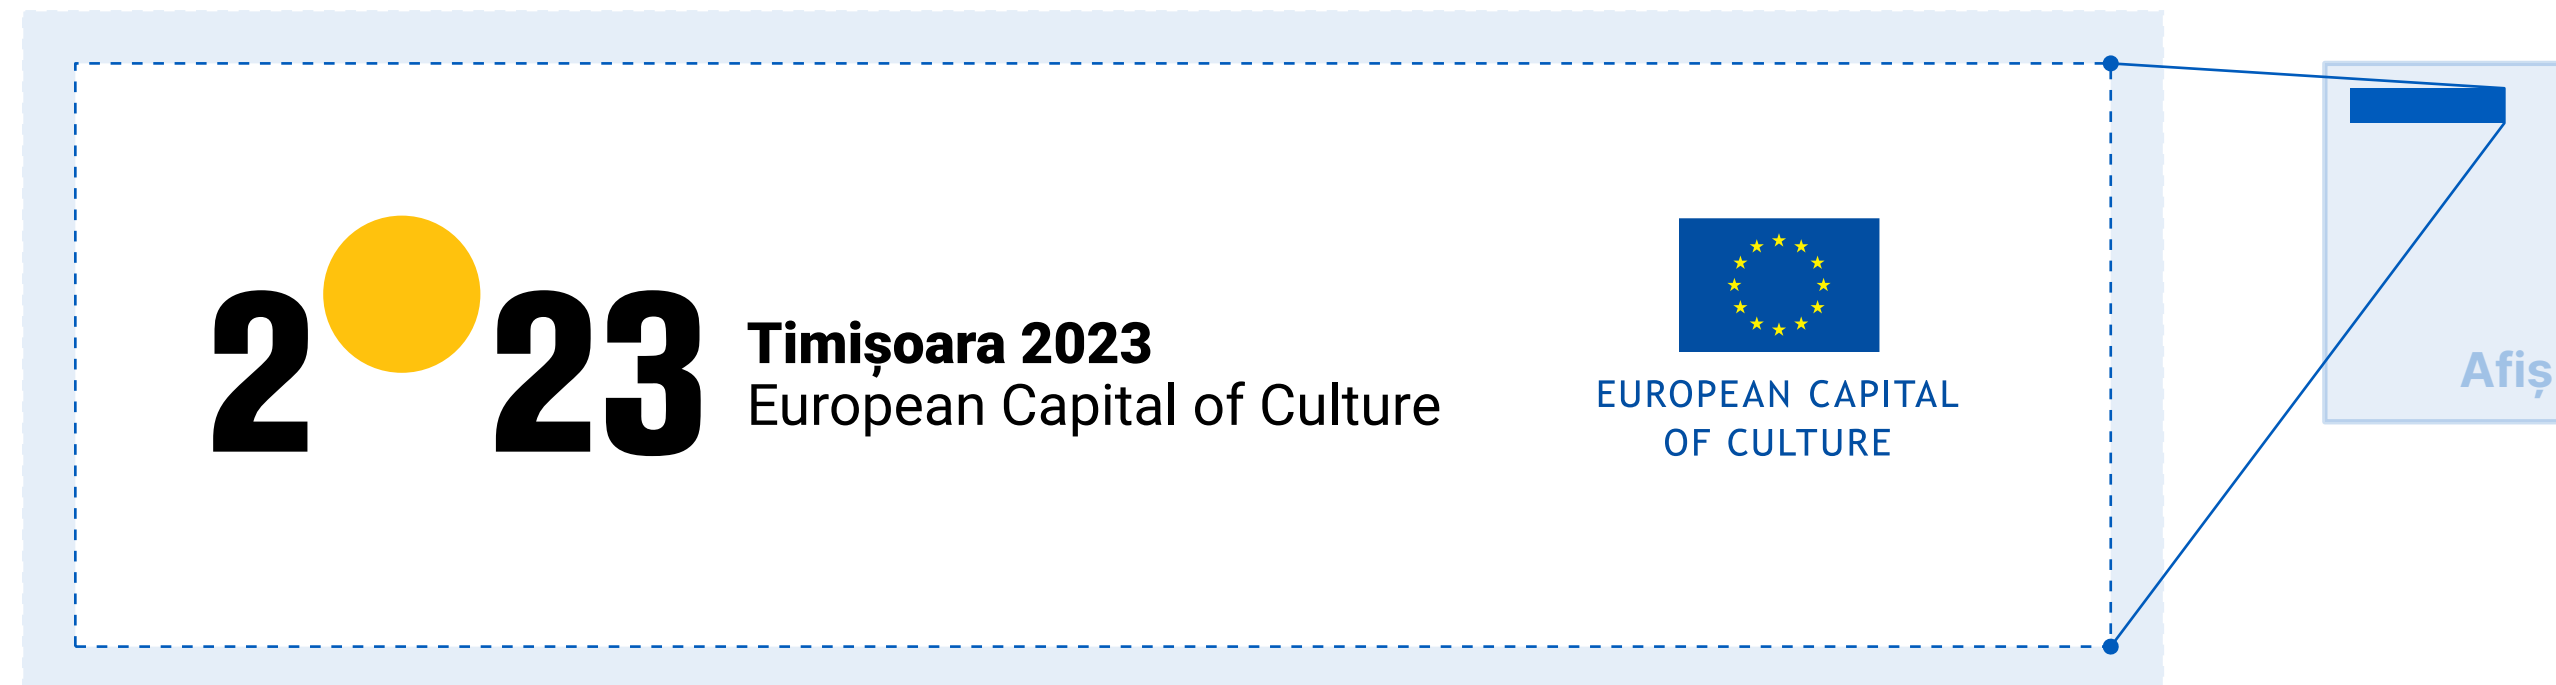 2023
Timișoara 2023
European Capital of Culture
EUROPEAN CAPITAL
OF CULTURE
Afiș